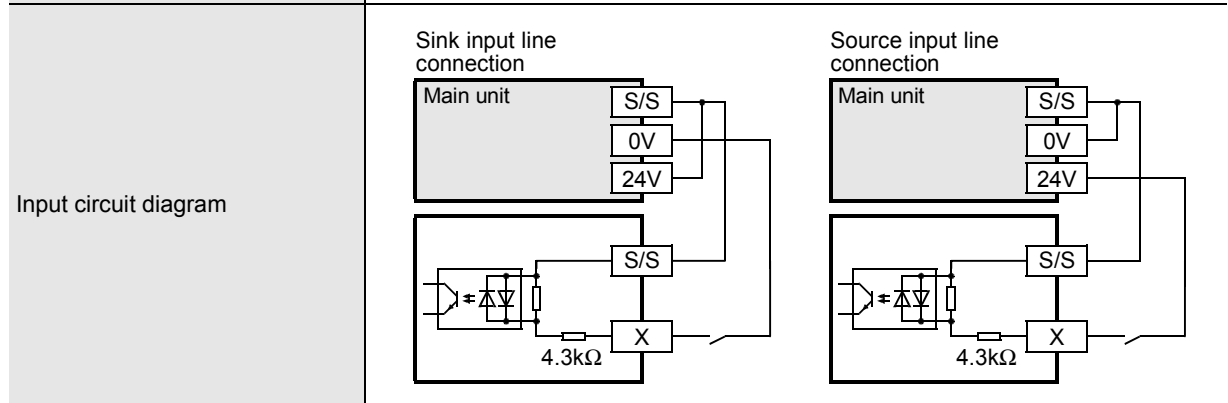 Input circuit diagram
Sink input line
connection
Main unit
S/S
0V
24V
S/S
X
4.3kΩ
Source input line
connection
Main unit
S/S
0V
24V
S/S
X
4.3kΩ